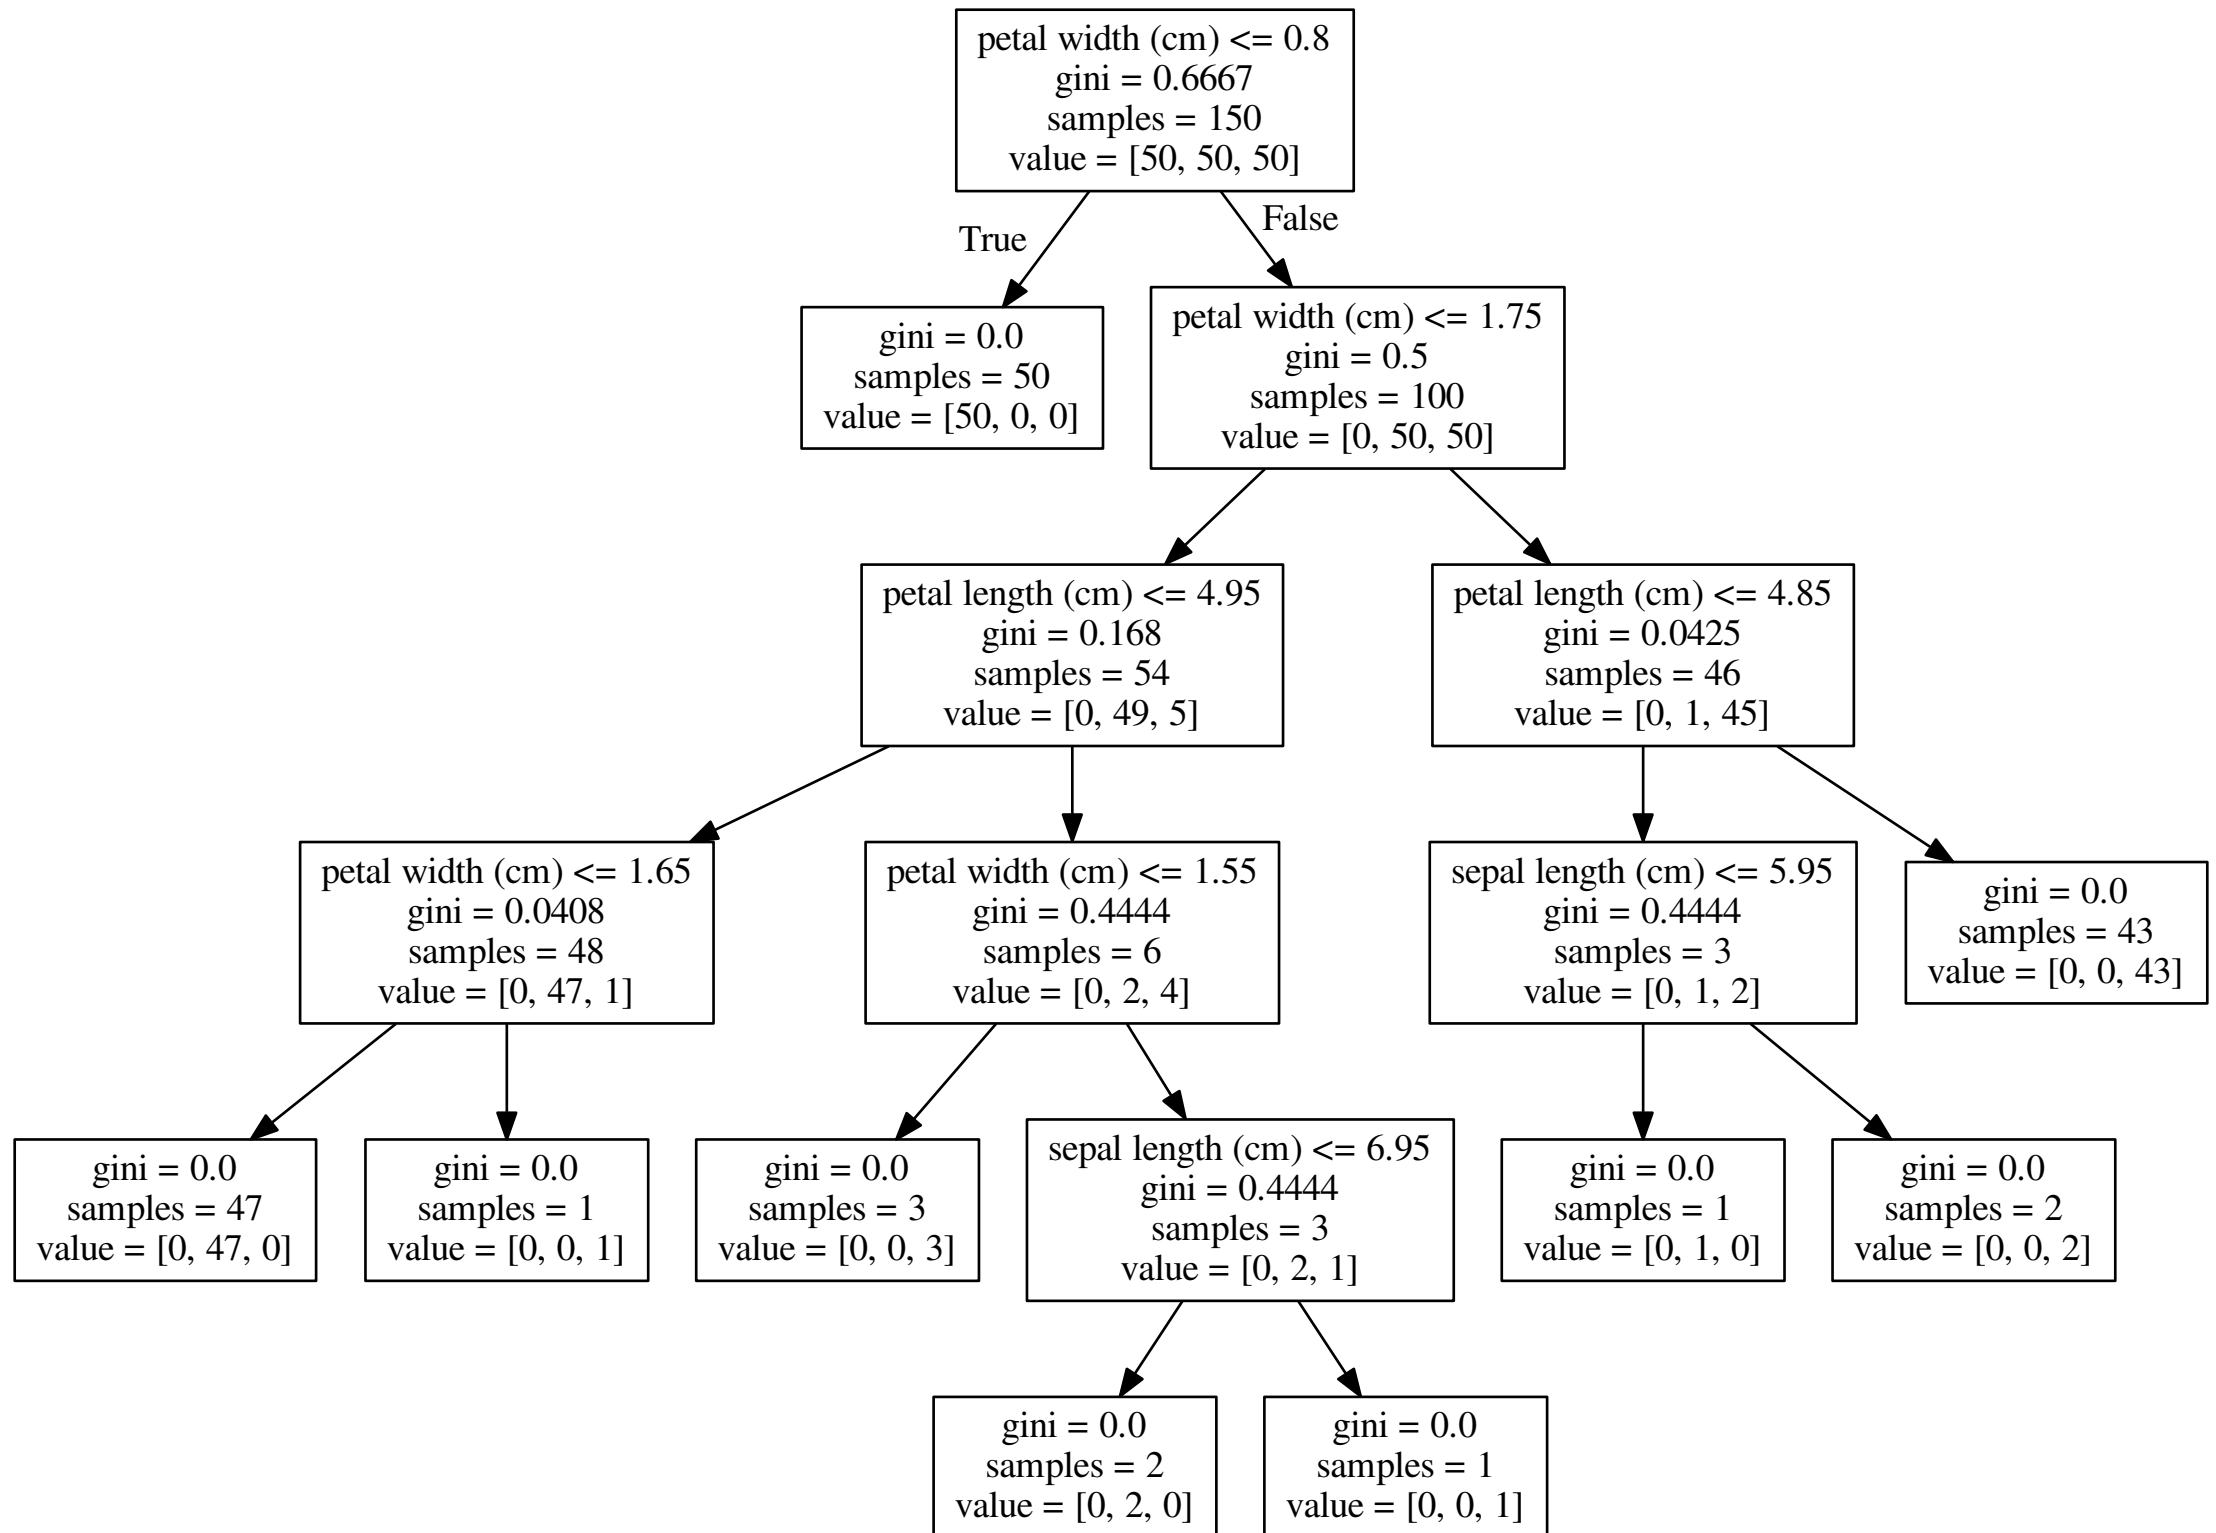 petal width (cm) <= 0.8
gini = 0.6667
samples = 150
value = [50, 50, 50]
True
False
gini = 0.0
samples = 50
value = [50, 0, 0]
petal width (cm) <= 1.75
gini = 0.5
samples = 100
value = [0, 50, 50]
petal length (cm) <= 4.95
gini = 0.168
samples = 54
value = [0, 49, 5]
petal length (cm) <= 4.85
gini = 0.0425
samples = 46
value = [0, 1, 45]
petal width (cm) <= 1.65
gini = 0.0408
samples = 48
value = [0, 47, 1]
petal width (cm) <= 1.55
gini = 0.4444
samples = 6
value = [0, 2, 4]
sepal length (cm) <= 5.95
gini = 0.4444
samples = 3
value = [0, 1, 2]
gini = 0.0
samples = 43
value = [0, 0, 43]
gini = 0.0
samples = 47
value = [0, 47, 0]
gini = 0.0
samples = 1
value = [0, 0, 1]
gini = 0.0
samples = 3
value = [0, 0, 3]
sepal length (cm) <= 6.95
gini = 0.4444
samples = 3
value = [0, 2, 1]
gini = 0.0
samples = 1
value = [0, 1, 0]
gini = 0.0
samples = 2
value = [0, 0, 2]
gini = 0.0
samples = 2
value = [0, 2, 0]
gini = 0.0
samples = 1
value = [0, 0, 1]